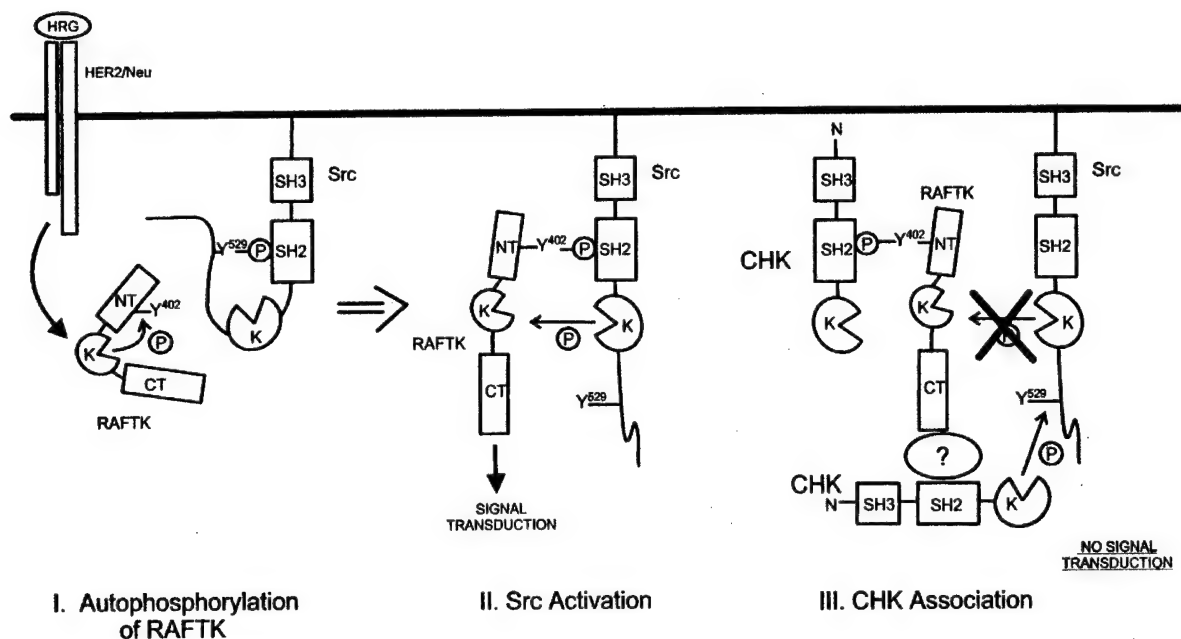 HRG
HER2/Neu
SH3
Src
Y529
P
SH2
K
NT
Y402
P
K
CT
RAFTK
I. Autophosphorylation
of RAFTK
SH3
Src
NT
Y402
P
SH2
K
P
K
RAFTK
CT
Y529
SIGNAL
TRANSDUCTION
II. Src Activation
N
SH3
CHK
SH2
P
Y402
NT
RAFTK
K
K
CT
SH3
Src
SH2
K
P
Y529
P
?
CHK
N
SH3
SH2
K
NO SIGNAL
TRANSDUCTION
III. CHK Association